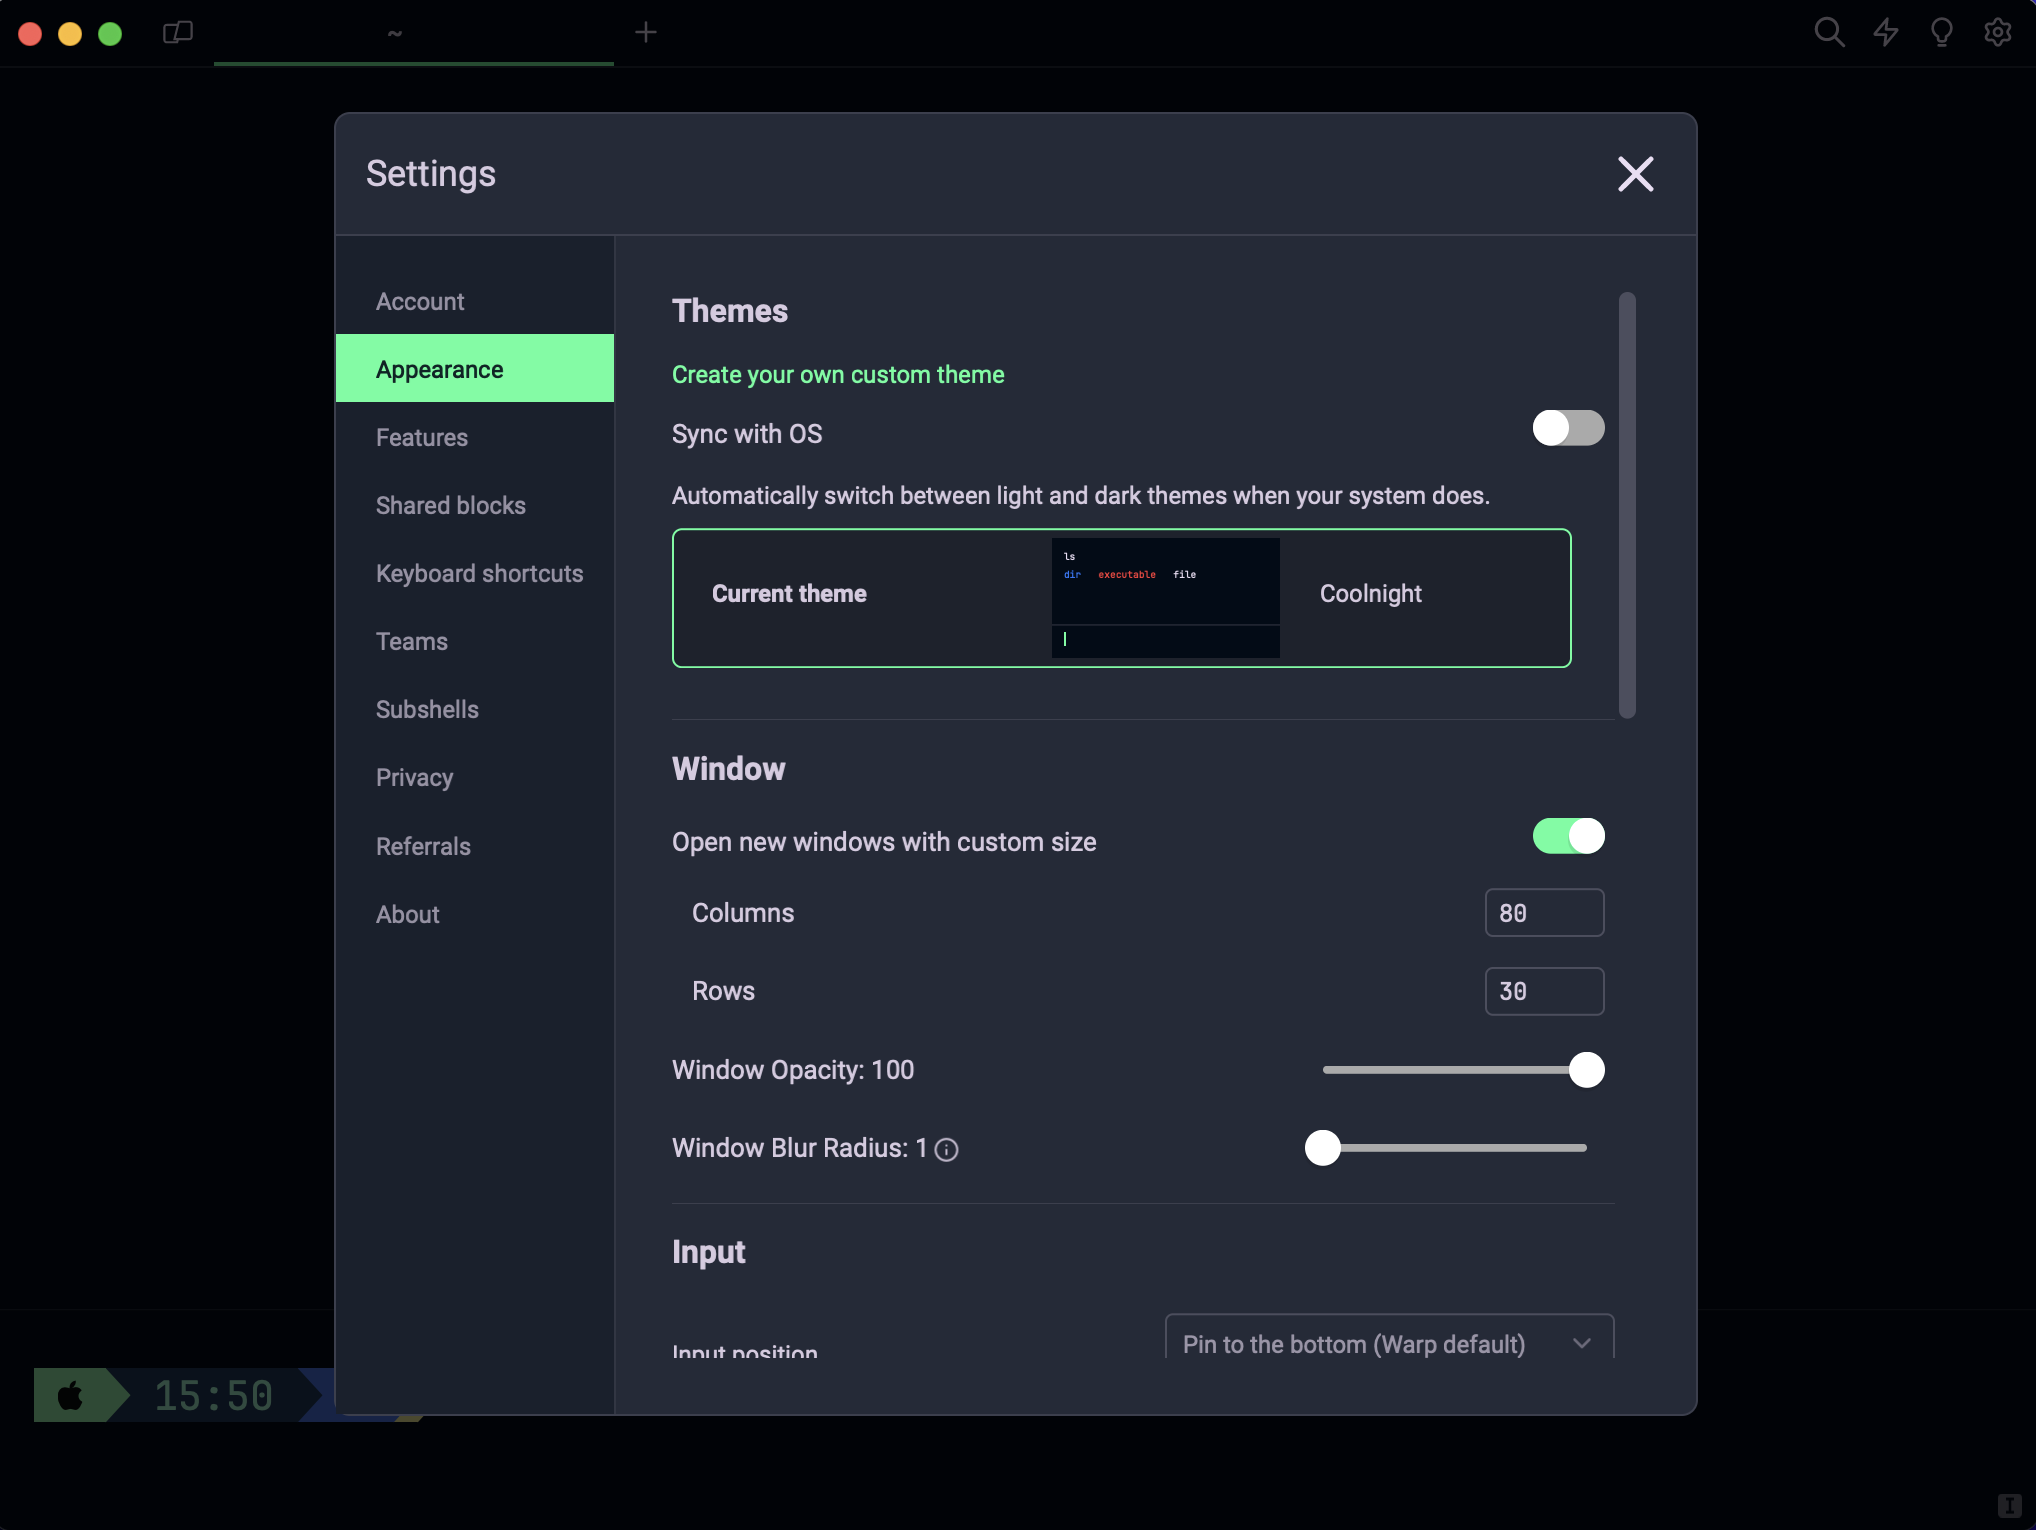 ~
Settings
Account
Appearance
Features
Shared blocks
Keyboard shortcuts
Teams
Subshells
Privacy
Referrals
About
Themes
Create your own custom theme
Sync with OS
Automatically switch between light and dark themes when your system does.
Current theme
ls
dir executable file
Coolnight
Window
Open new windows with custom size
Columns 80
Rows 30
Window Opacity: 100
Window Blur Radius: 1
Input
Input position Pin to the bottom (Warp default)
15:50